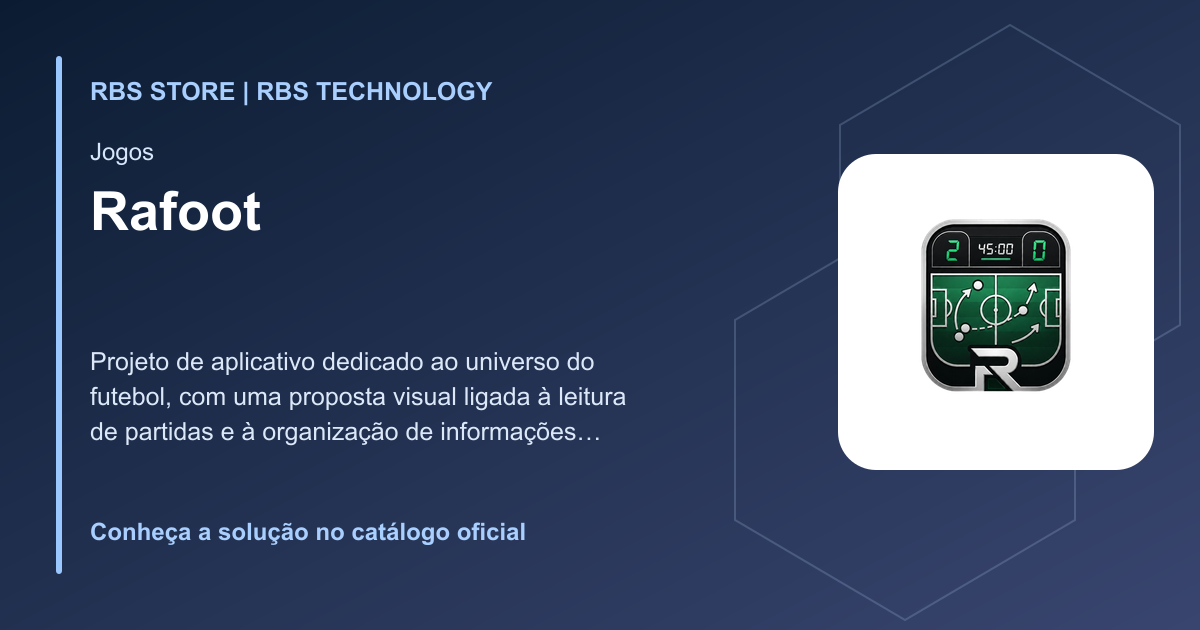 RBS STORE | RBS TECHNOLOGY
Jogos
Rafoot
Projeto de aplicativo dedicado ao universo do
futebol, com uma proposta visual ligada à leitura
de partidas e à organização de informações…
Conheça a solução no catálogo oficial
2 45:00 0
R